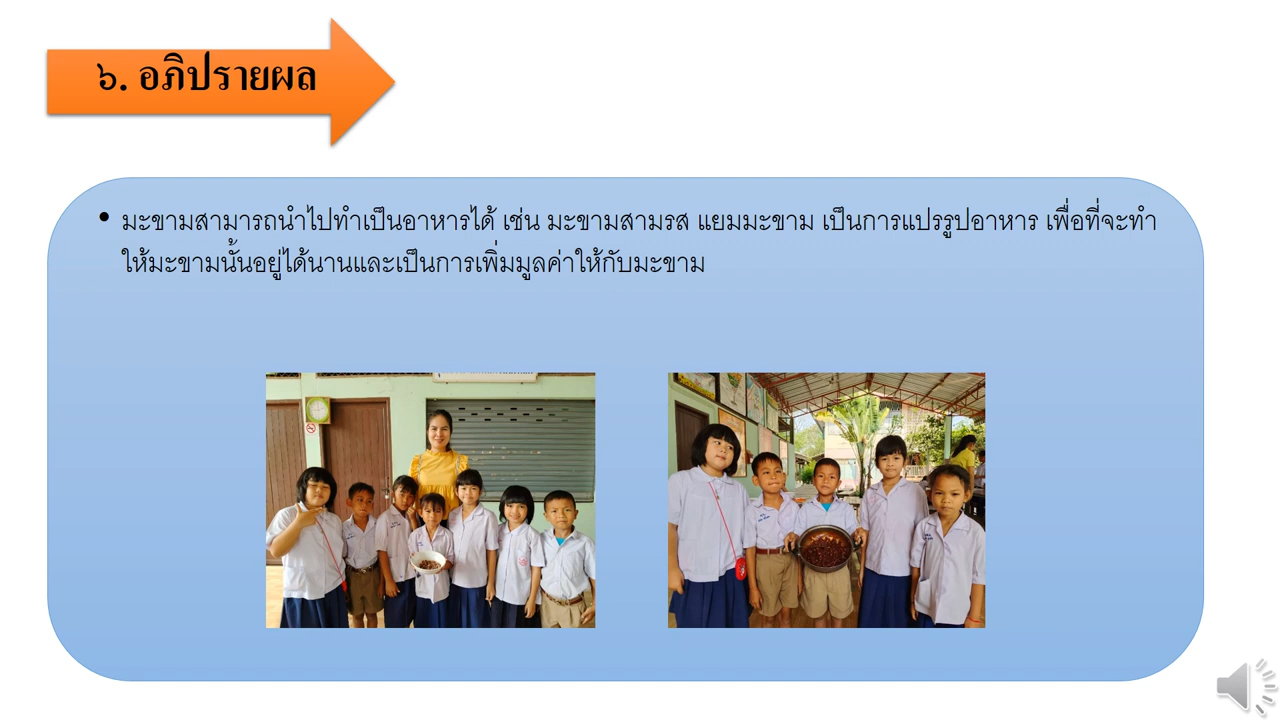 ๖. อภิปรายผล
• มะขามสามารถนำไปทำเป็นอาหารได้ เช่น มะขามสามรส แยมมะขาม เป็นการแปรรูปอาหาร เพื่อที่จะทำ
ให้มะขามนั้นอยู่ได้นานและเป็นการเพิ่มมูลค่าให้กับมะขาม